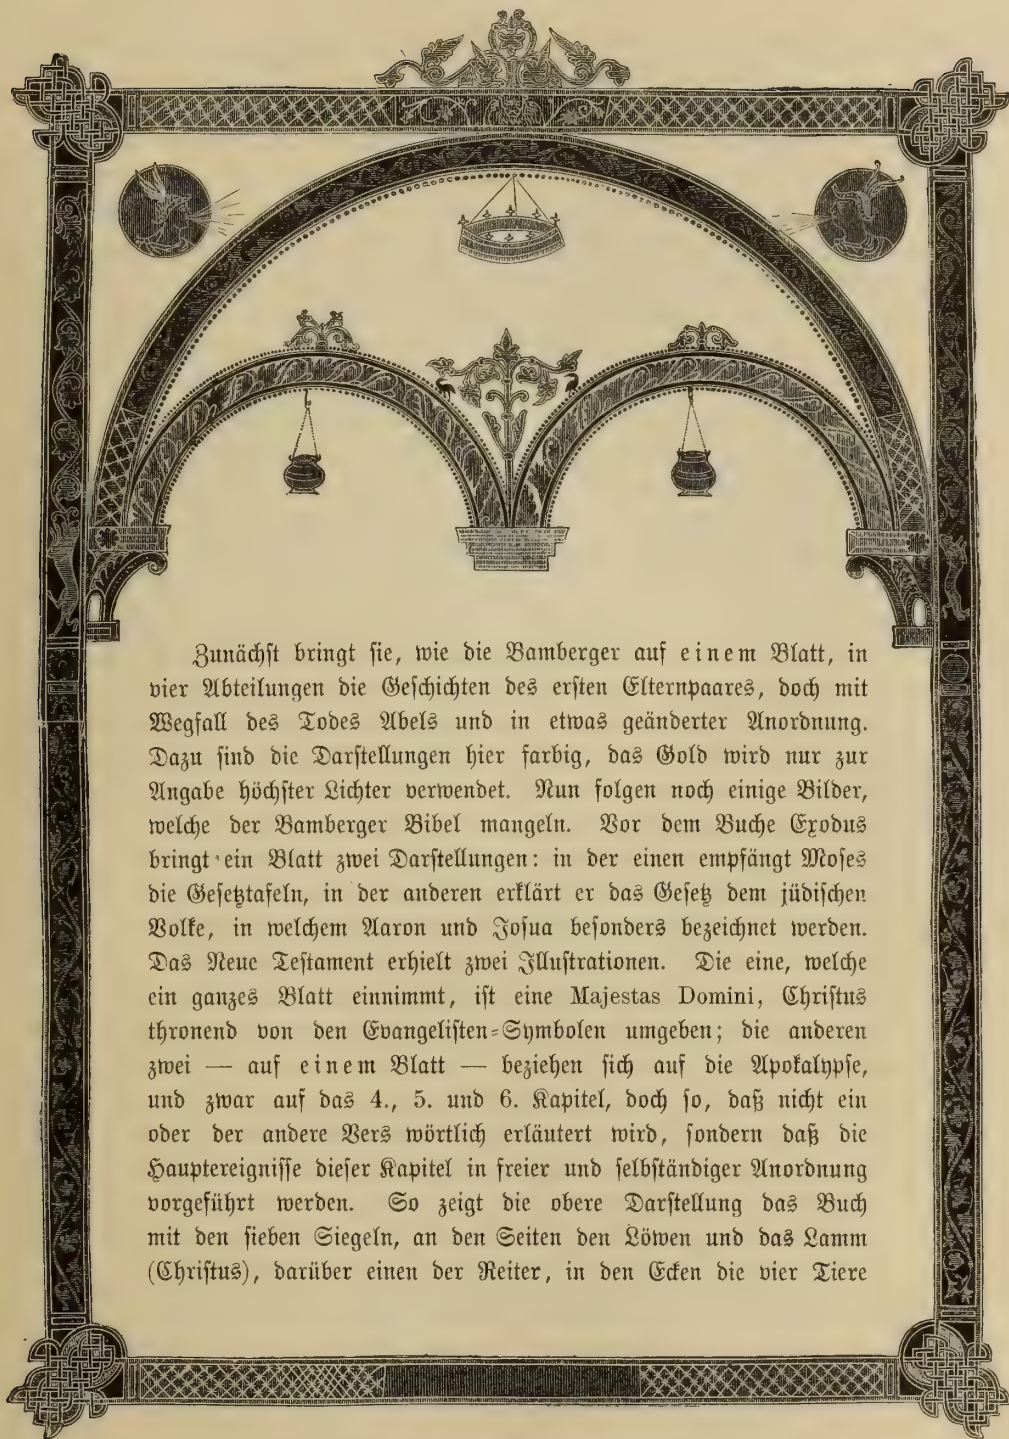 Zunächst bringt sie, wie die Bamberger auf einem Blatt, in
vier Abteilungen die Geschichten des ersten Elternpaares, doch mit
Wegfall des Todes Abels und in etwas geänderter Anordnung.
Dazu sind die Darstellungen hier farbig, das Gold wird nur zur
Angabe höchster Lichter verwendet. Nun folgen noch einige Bilder,
welche der Bamberger Bibel mangeln. Vor dem Buche Exodus
bringt ein Blatt zwei Darstellungen: in der einen empfängt Moses
die Gesetztafeln, in der anderen erklärt er das Gesetz dem jüdischen
Volke, in welchem Aaron und Josua besonders bezeichnet werden.
Das Neue Testament erhielt zwei Illustrationen. Die eine, welche
ein ganzes Blatt einnimmt, ist eine Majestas Domini, Christus
thronend von den Evangelisten-Symbolen umgeben; die anderen
zwei — auf einem Blatt — beziehen sich auf die Apokalypse,
und zwar auf das 4., 5. und 6. Kapitel, doch so, daß nicht ein
oder der andere Vers wörtlich erläutert wird, sondern daß die
Hauptereignisse dieser Kapitel in freier und selbständiger Anordnung
vorgeführt werden. So zeigt die obere Darstellung das Buch
mit den sieben Siegeln, an den Seiten den Löwen und das Lamm
(Christus), darüber einen der Reiter, in den Ecken die vier Tiere